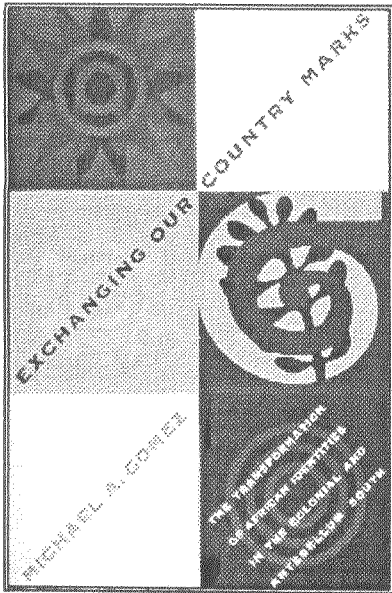 EXCHANGING OUR COUNTRY MARKS
MICHAEL A. GOMEZ
THE TRANSFORMATION
OF AFRICAN IDENTITIES
IN THE COLONIAL AND
ANTEBELLUM SOUTH